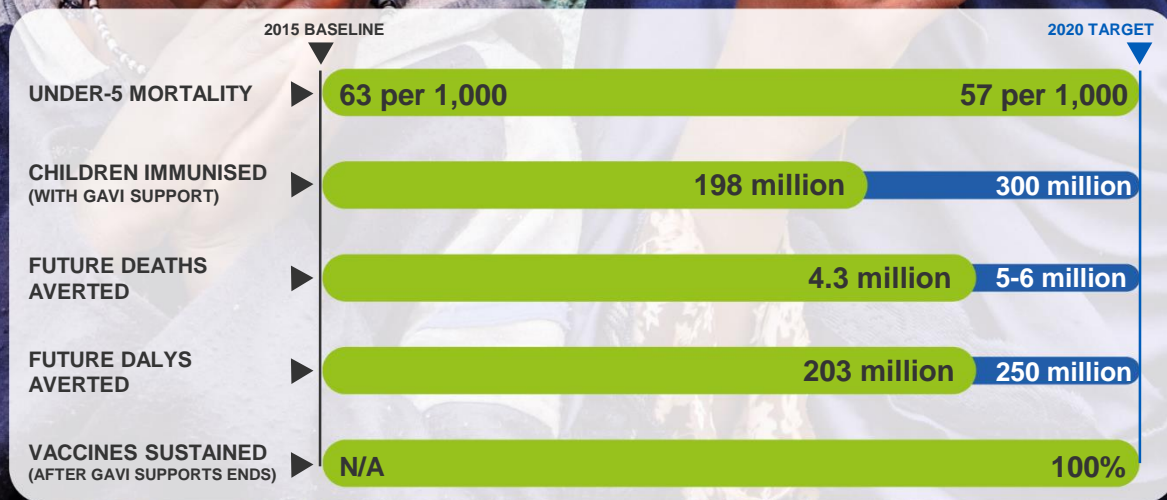 2015 BASELINE 2020 TARGET
UNDER-5 MORTALITY 63 per 1,000 57 per 1,000
CHILDREN IMMUNISED
(WITH GAVI SUPPORT) 198 million 300 million
FUTURE DEATHS
AVERTED 4.3 million 5-6 million
FUTURE DALYS
AVERTED 203 million 250 million
VACCINES SUSTAINED
(AFTER GAVI SUPPORTS ENDS) N/A 100%